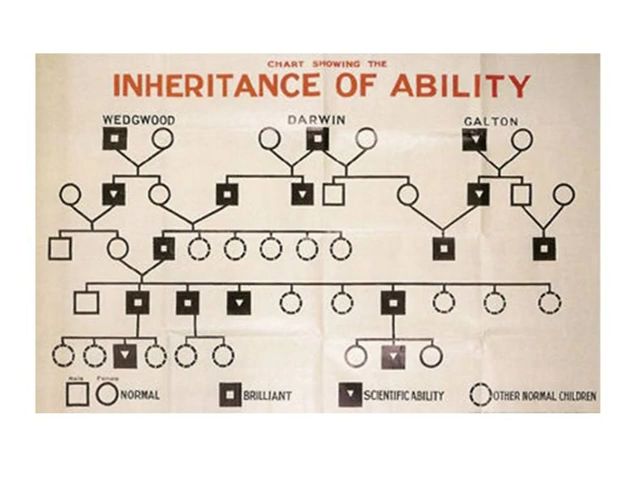 CHART SHOWING THE
INHERITANCE OF ABILITY
WEDGWOOD DARWIN GALTON
Male Female
NORMAL BRILLIANT SCIENTIFIC ABILITY OTHER NORMAL CHILDREN